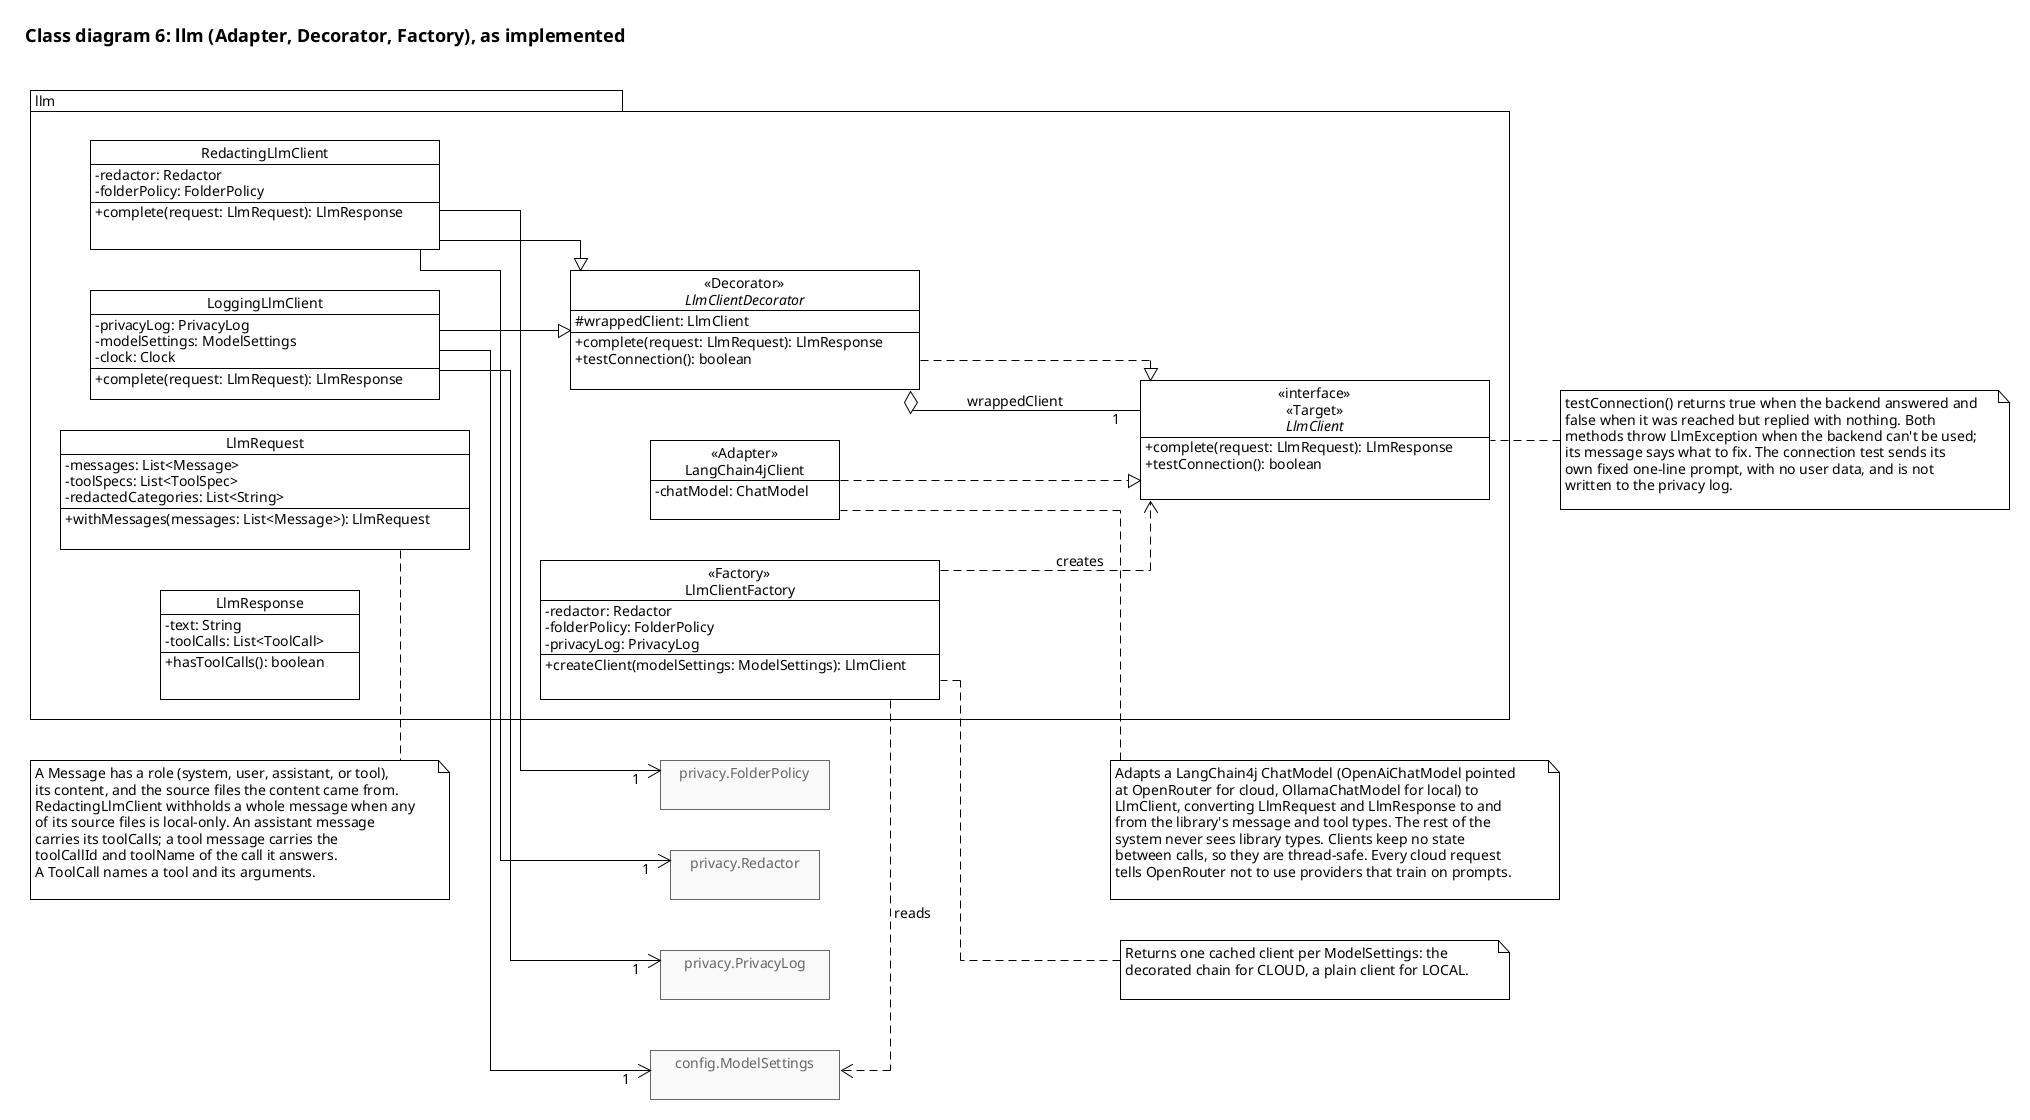 Class diagram 6: llm (Adapter, Decorator, Factory), as implemented
llm
RedactingLlmClient
-redactor: Redactor
-folderPolicy: FolderPolicy
+complete(request: LlmRequest): LlmResponse
LoggingLlmClient
-privacyLog: PrivacyLog
-modelSettings: ModelSettings
-clock: Clock
+complete(request: LlmRequest): LlmResponse
LlmRequest
-messages: List<Message>
-toolSpecs: List<ToolSpec>
-redactedCategories: List<String>
+withMessages(messages: List<Message>): LlmRequest
LlmResponse
-text: String
-toolCalls: List<ToolCall>
+hasToolCalls(): boolean
«Decorator»
LlmClientDecorator
#wrappedClient: LlmClient
+complete(request: LlmRequest): LlmResponse
+testConnection(): boolean
wrappedClient
1
«Adapter»
LangChain4jClient
-chatModel: ChatModel
«Factory»
LlmClientFactory
-redactor: Redactor
-folderPolicy: FolderPolicy
-privacyLog: PrivacyLog
+createClient(modelSettings: ModelSettings): LlmClient
creates
«interface»
«Target»
LlmClient
+complete(request: LlmRequest): LlmResponse
+testConnection(): boolean
testConnection() returns true when the backend answered and
false when it was reached but replied with nothing. Both
methods throw LlmException when the backend can't be used;
its message says what to fix. The connection test sends its
own fixed one-line prompt, with no user data, and is not
written to the privacy log.
A Message has a role (system, user, assistant, or tool),
its content, and the source files the content came from.
RedactingLlmClient withholds a whole message when any
of its source files is local-only. An assistant message
carries its toolCalls; a tool message carries the
toolCallId and toolName of the call it answers.
A ToolCall names a tool and its arguments.
1
privacy.FolderPolicy
1
privacy.Redactor
reads
1
privacy.PrivacyLog
1
config.ModelSettings
Adapts a LangChain4j ChatModel (OpenAiChatModel pointed
at OpenRouter for cloud, OllamaChatModel for local) to
LlmClient, converting LlmRequest and LlmResponse to and
from the library's message and tool types. The rest of the
system never sees library types. Clients keep no state
between calls, so they are thread-safe. Every cloud request
tells OpenRouter not to use providers that train on prompts.
Returns one cached client per ModelSettings: the
decorated chain for CLOUD, a plain client for LOCAL.